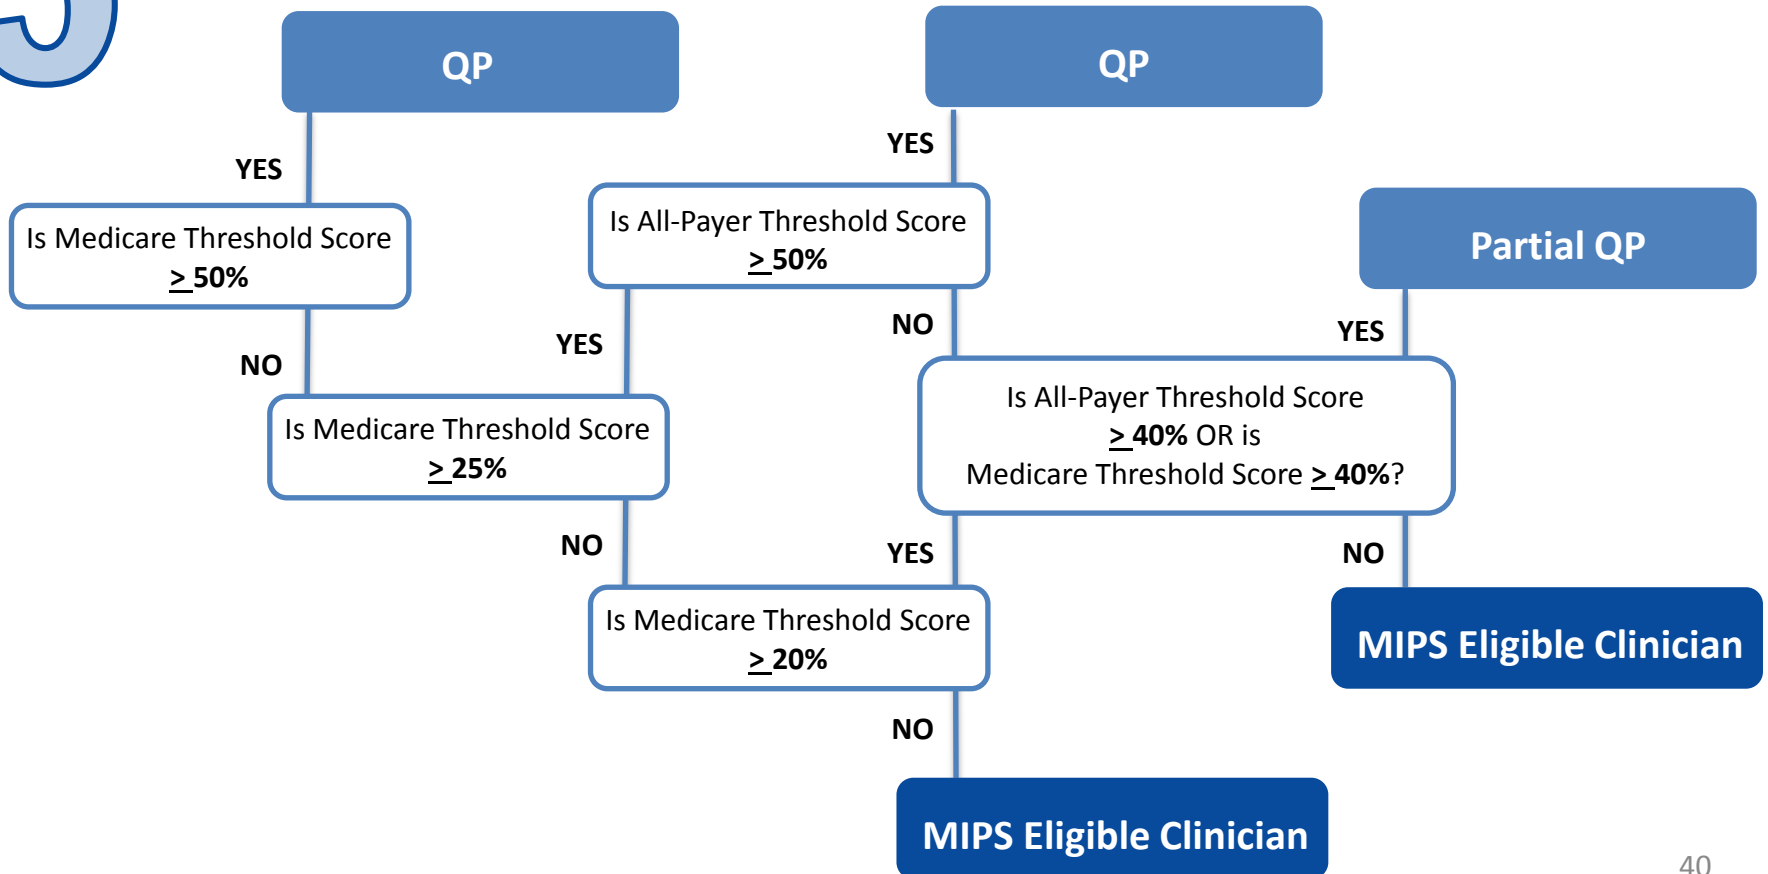 QP
QP
YES
YES
Is Medicare Threshold Score
> 50%
Is All-Payer Threshold Score
> 50%
Partial QP
NO
YES
NO
YES
Is Medicare Threshold Score
> 25%
Is All-Payer Threshold Score
> 40% OR is
Medicare Threshold Score > 40%?
NO
YES
NO
Is Medicare Threshold Score
> 20%
MIPS Eligible Clinician
NO
MIPS Eligible Clinician
40